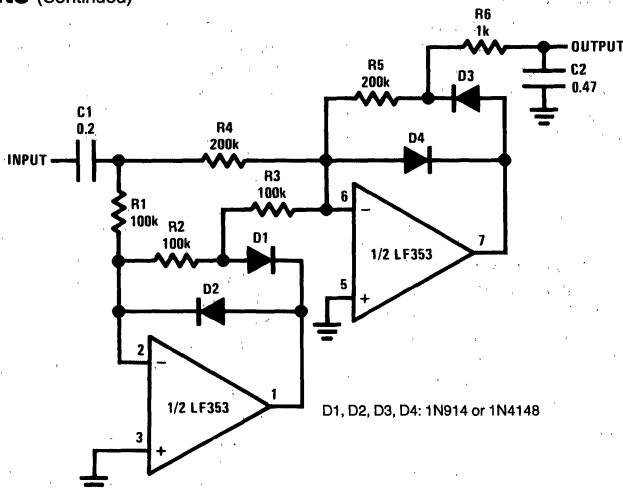 (Continued)
R6
1k
OUTPUT
R5
200k
D3
C2
0.47
C1
0.2
R4
200k
D4
INPUT
R3
100k
R1
100k
R2
100k
D1
6
−
1/2 LF353
7
5
+
D2
2
−
1/2 LF353
1
3
+
D1, D2, D3, D4: 1N914 or 1N4148